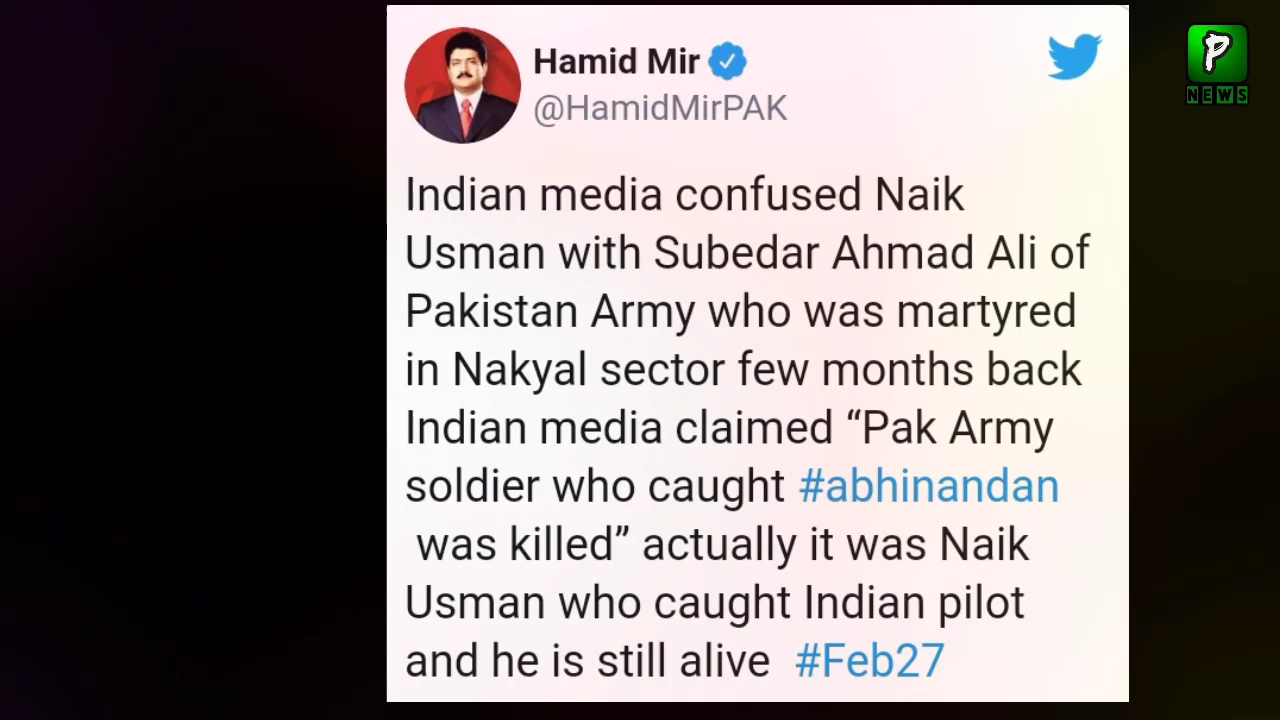 Hamid Mir
@HamidMirPAK
Indian media confused Naik
Usman with Subedar Ahmad Ali of
Pakistan Army who was martyred
in Nakyal sector few months back
Indian media claimed “Pak Army
soldier who caught #abhinandan
was killed” actually it was Naik
Usman who caught Indian pilot
and he is still alive #Feb27
P
NEWS